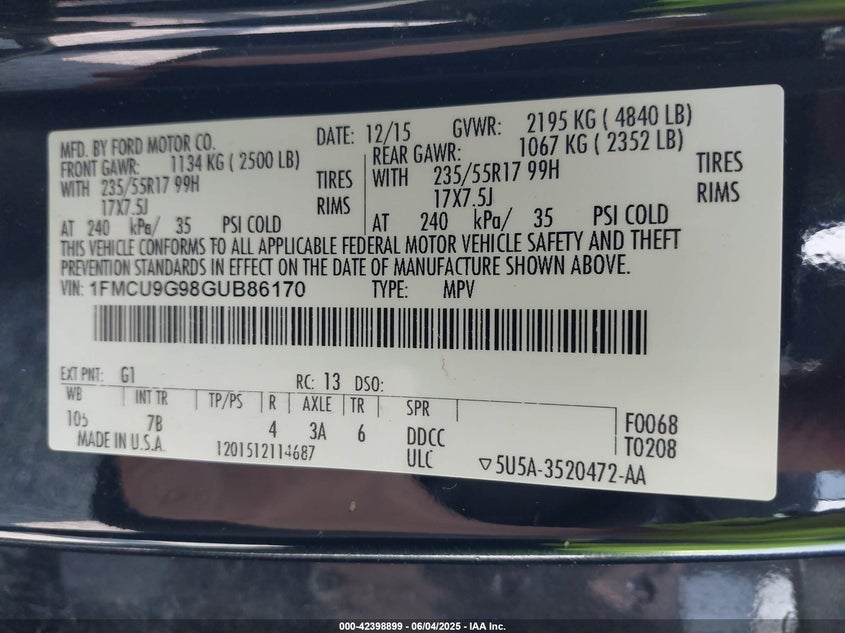 MFD. BY FORD MOTOR CO.
DATE: 12/15 GVWR: 2195 KG ( 4840 LB)
FRONT GAWR: 1134 KG ( 2500 LB)
REAR GAWR: 1067 KG ( 2352 LB)
WITH 235/55R17 99H TIRES
WITH 235/55R17 99H TIRES
17X7.5J RIMS
17X7.5J RIMS
AT 240 kPa/ 35 PSI COLD
AT 240 kPa/ 35 PSI COLD
THIS VEHICLE CONFORMS TO ALL APPLICABLE FEDERAL MOTOR VEHICLE SAFETY AND THEFT
PREVENTION STANDARDS IN EFFECT ON THE DATE OF MANUFACTURE SHOWN ABOVE.
VIN: 1FMCU9G98GUB86170 TYPE: MPV
EXT PNT: G1 RC: 13 DSO:
WB INT TR TP/PS R AXLE TR SPR
105 7B 4 3A 6 DDCC F0068
MADE IN U.S.A. 1201512114687 ULC T0208
▽5U5A-3520472-AA
000-42398899 - 06/04/2025 - IAA Inc.